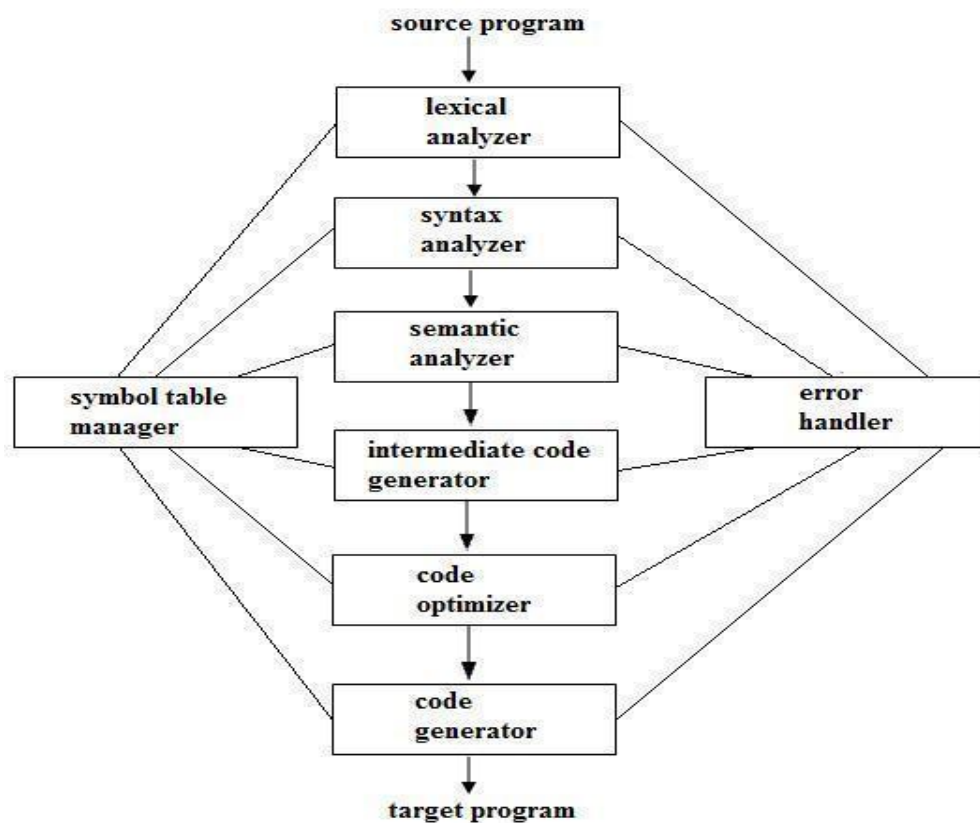 source program
lexical
analyzer
syntax
analyzer
semantic
analyzer
symbol table
manager
error
handler
intermediate code
generator
code
optimizer
code
generator
target program